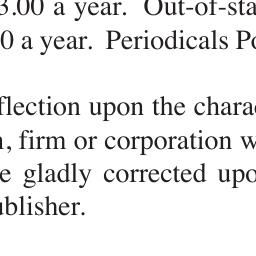 3.00 a year. Out-of-sta
0 a year. Periodicals Po
flection upon the chara
, firm or corporation w
e gladly corrected upo
ublisher.